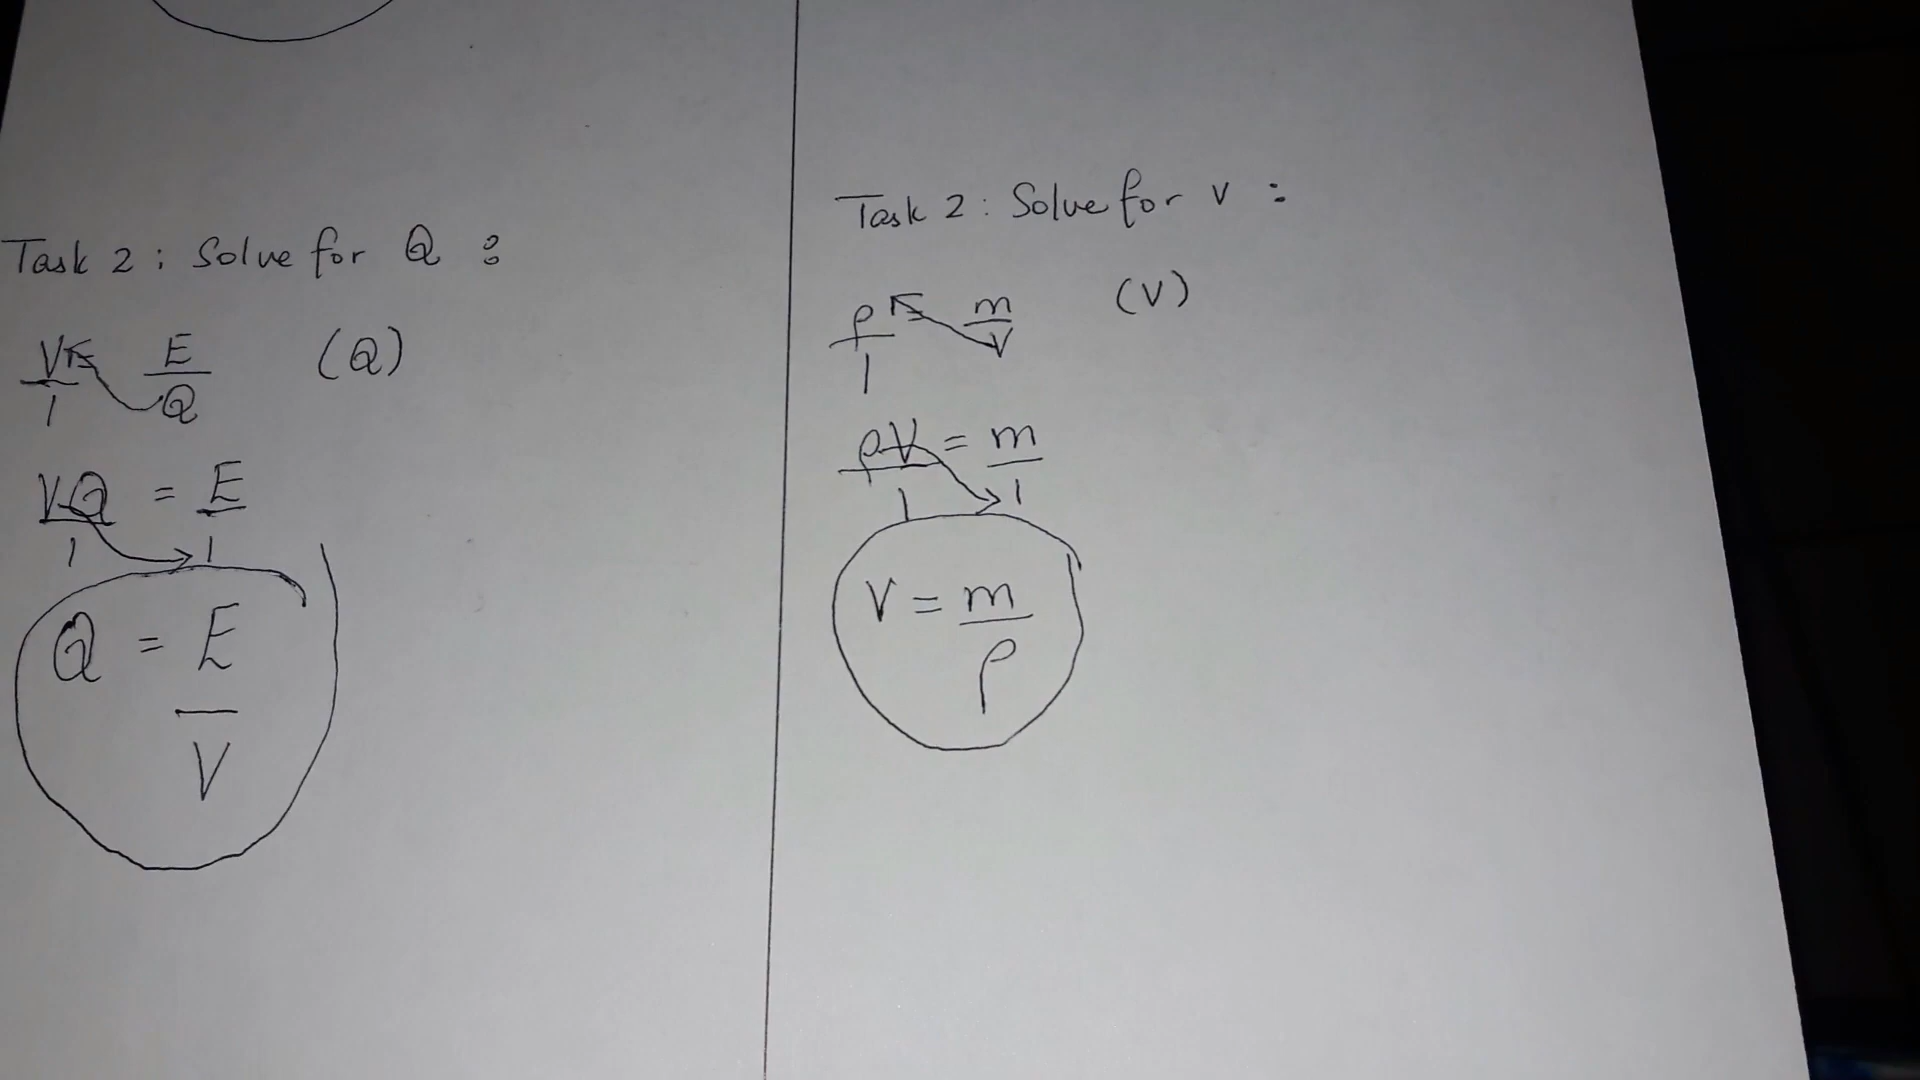 Task 2: Solve for Q :
V/1 E/Q (Q)
VQ/1 = E/1
Q = E/V
Task 2: Solve for v :
ρ/1 m/V (V)
ρV/1 = m/1
V = m/ρ